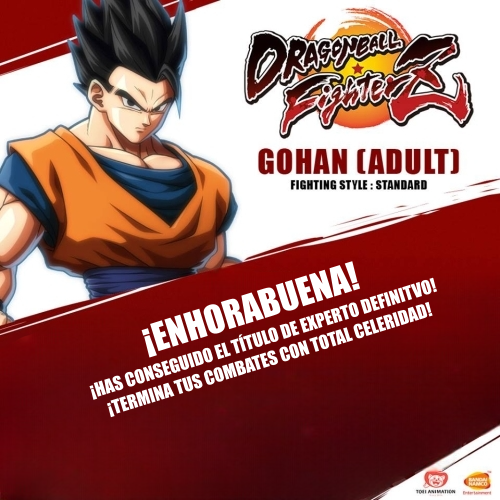 DRAGONBALL
FighterZ
GOHAN (ADULT)
FIGHTING STYLE : STANDARD
¡ENHORABUENA!
¡HAS CONSEGUIDO EL TÍTULO DE EXPERTO DEFINITVO!
¡TERMINA TUS COMBATES CON TOTAL CELERIDAD!
TOEI ANIMATION
BANDAI
NAMCO
Entertainment